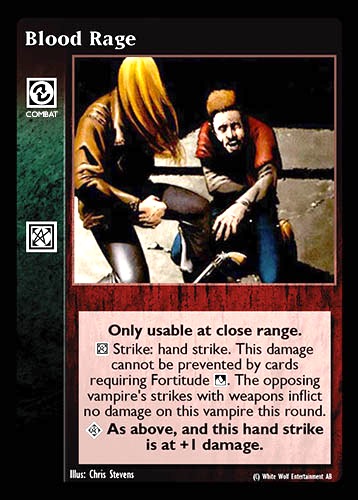 Blood Rage
COMBAT
Only usable at close range.
Strike: hand strike. This damage
cannot be prevented by cards
requiring Fortitude . The opposing
vampire's strikes with weapons inflict
no damage on this vampire this round.
As above, and this hand strike
is at +1 damage.
Illus: Chris Stevens
(C) White Wolf Entertainment AB